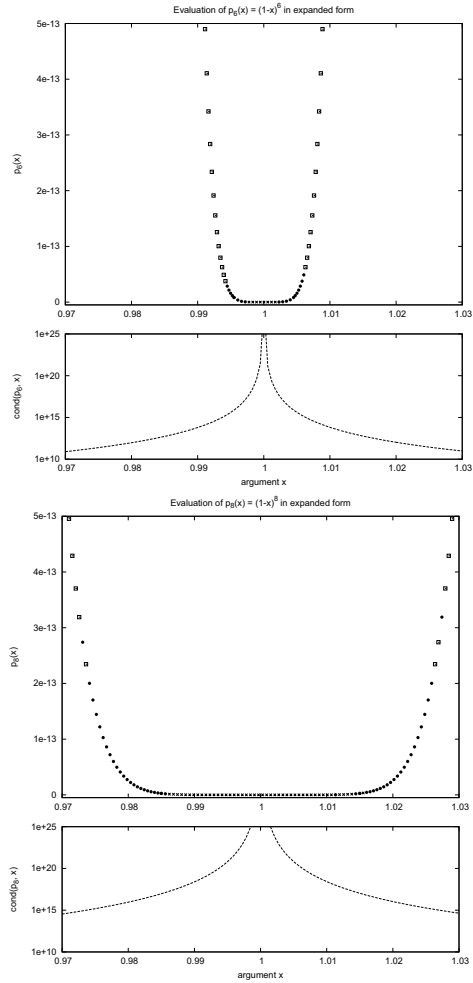 Evaluation of p6(x) = (1-x)^6 in expanded form
5e-13
4e-13
3e-13
2e-13
1e-13
0
p6(x)
0.97 0.98 0.99 1 1.01 1.02 1.03
1e+25
1e+20
1e+15
1e+10
cond(p6, x)
0.97 0.98 0.99 1 1.01 1.02 1.03
argument x
Evaluation of p8(x) = (1-x)^8 in expanded form
5e-13
4e-13
3e-13
2e-13
1e-13
0
p8(x)
0.97 0.98 0.99 1 1.01 1.02 1.03
1e+25
1e+20
1e+15
1e+10
cond(p8, x)
0.97 0.98 0.99 1 1.01 1.02 1.03
argument x